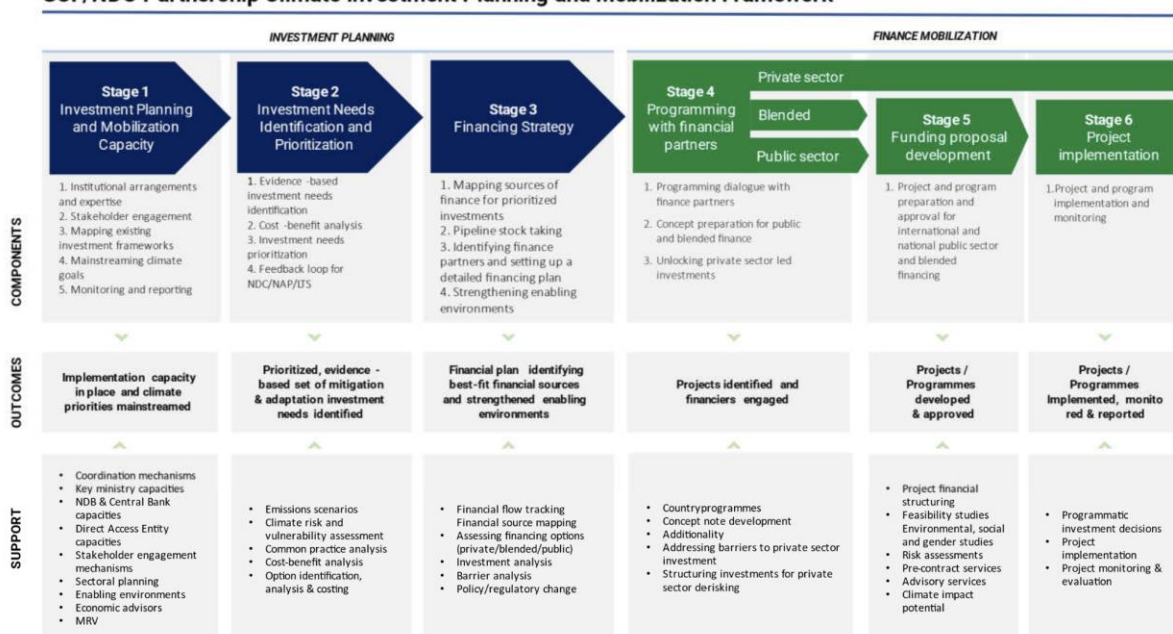 GCF/NDC Partnership Climate Investment Planning and Mobilization Framework
INVESTMENT PLANNING
FINANCE MOBILIZATION
Stage 1
Investment Planning
and Mobilization
Capacity
Stage 2
Investment Needs
Identification and
Prioritization
Stage 3
Financing Strategy
Stage 4
Programming
with financial
partners
Private sector
Blended
Public sector
Stage 5
Funding proposal
development
Stage 6
Project
implementation
COMPONENTS
1. Institutional arrangements
and expertise
2. Stakeholder engagement
3. Mapping existing
investment frameworks
4. Mainstreaming climate
goals
5. Monitoring and reporting
1. Evidence -based
investment needs
identification
2. Cost -benefit analysis
3. Investment needs
prioritization
4. Feedback loop for
NDC/NAP/LTS
1. Mapping sources of
finance for prioritized
investments
2. Pipeline stock taking
3. Identifying finance
partners and setting up a
detailed financing plan
4. Strengthening enabling
environments
1. Programming dialogue with
finance partners
2. Concept preparation for public
and blended finance
3. Unlocking private sector led
investments
1. Project and program
preparation and
approval for
international and
national public sector
and blended
financing
1.Project and program
implementation and
monitoring
OUTCOMES
Implementation capacity
in place and climate
priorities mainstreamed
Prioritized, evidence -
based set of mitigation
& adaptation investment
needs identified
Financial plan identifying
best-fit financial sources
and strengthened enabling
environments
Projects identified and
financiers engaged
Projects /
Programmes
developed
& approved
Projects /
Programmes
Implemented, monito
red & reported
SUPPORT
• Coordination mechanisms
• Key ministry capacities
• NDB & Central Bank
capacities
• Direct Access Entity
capacities
• Stakeholder engagement
mechanisms
• Sectoral planning
• Enabling environments
• Economic advisors
• MRV
• Emissions scenarios
• Climate risk and
vulnerability assessment
• Common practice analysis
• Cost-benefit analysis
• Option identification,
analysis & costing
• Financial flow tracking
Financial source mapping
• Assessing financing options
(private/blended/public)
• Investment analysis
• Barrier analysis
• Policy/regulatory change
• Countryprogrammes
• Concept note development
• Additionality
• Addressing barriers to private sector
investment
• Structuring investments for private
sector derisking
• Project financial
structuring
• Feasibility studies
Environmental, social
and gender studies
• Risk assessments
• Pre-contract services
• Advisory services
• Climate impact
potential
• Programmatic
investment decisions
• Project
implementation
• Project monitoring &
evaluation